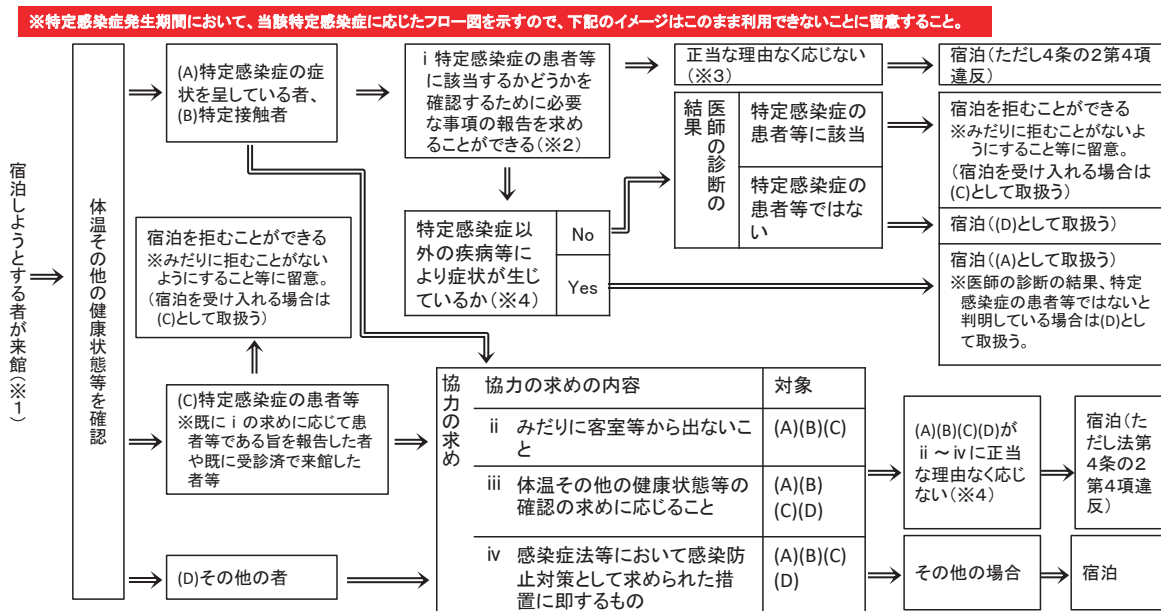 ※特定感染症発生期間において、当該特定感染症に応じたフロー図を示すので、下記のイメージはこのまま利用できないことに留意すること。
宿泊しようとする者が来館(※1)
体温その他の健康状態等を確認
(A)特定感染症の症
状を呈している者、
(B)特定接触者
ⅰ特定感染症の患者等
に該当するかどうかを
確認するために必要
な事項の報告を求め
ることができる(※2)
正当な理由なく応じない
(※3)
宿泊(ただし4条の2第4項
違反)
医師の診断の
結果
特定感染症の
患者等に該当
宿泊を拒むことができる
※みだりに拒むことがないよ
うにすること等に留意。
(宿泊を受け入れる場合は
(C)として取扱う)
特定感染症の
患者等ではな
い
宿泊((D)として取扱う)
特定感染症以
外の疾病等に
より症状が生じ
ているか(※4)
No
Yes
宿泊((A)として取扱う)
※医師の診断の結果、特定
感染症の患者等ではないと
判明している場合は(D)とし
て取扱う。
宿泊を拒むことができる
※みだりに拒むことがない
ようにすること等に留意。
(宿泊を受け入れる場合は
(C)として取扱う)
(C)特定感染症の患者等
※既にⅰの求めに応じて患
者等である旨を報告した者
や既に受診済で来館した
者等
(D)その他の者
協力の求め
協力の求めの内容
対象
ⅱ みだりに客室等から出ないこ
と
(A)(B)(C)
ⅲ 体温その他の健康状態等の
確認の求めに応じること
(A)(B)
(C)(D)
ⅳ 感染症法等において感染防
止対策として求められた措
置に即するもの
(A)(B)(C)
(D)
(A)(B)(C)(D)が
ⅱ~ⅳに正当
な理由なく応じ
ない(※4)
宿泊(た
だし法第
4条の2
第4項違
反)
その他の場合
宿泊